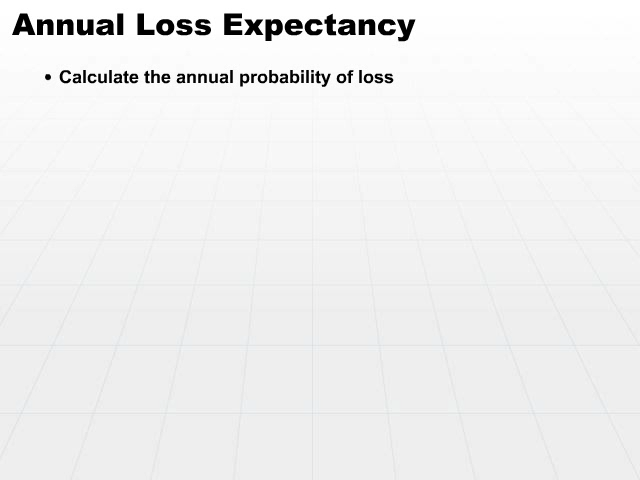 Annual Loss Expectancy
• Calculate the annual probability of loss